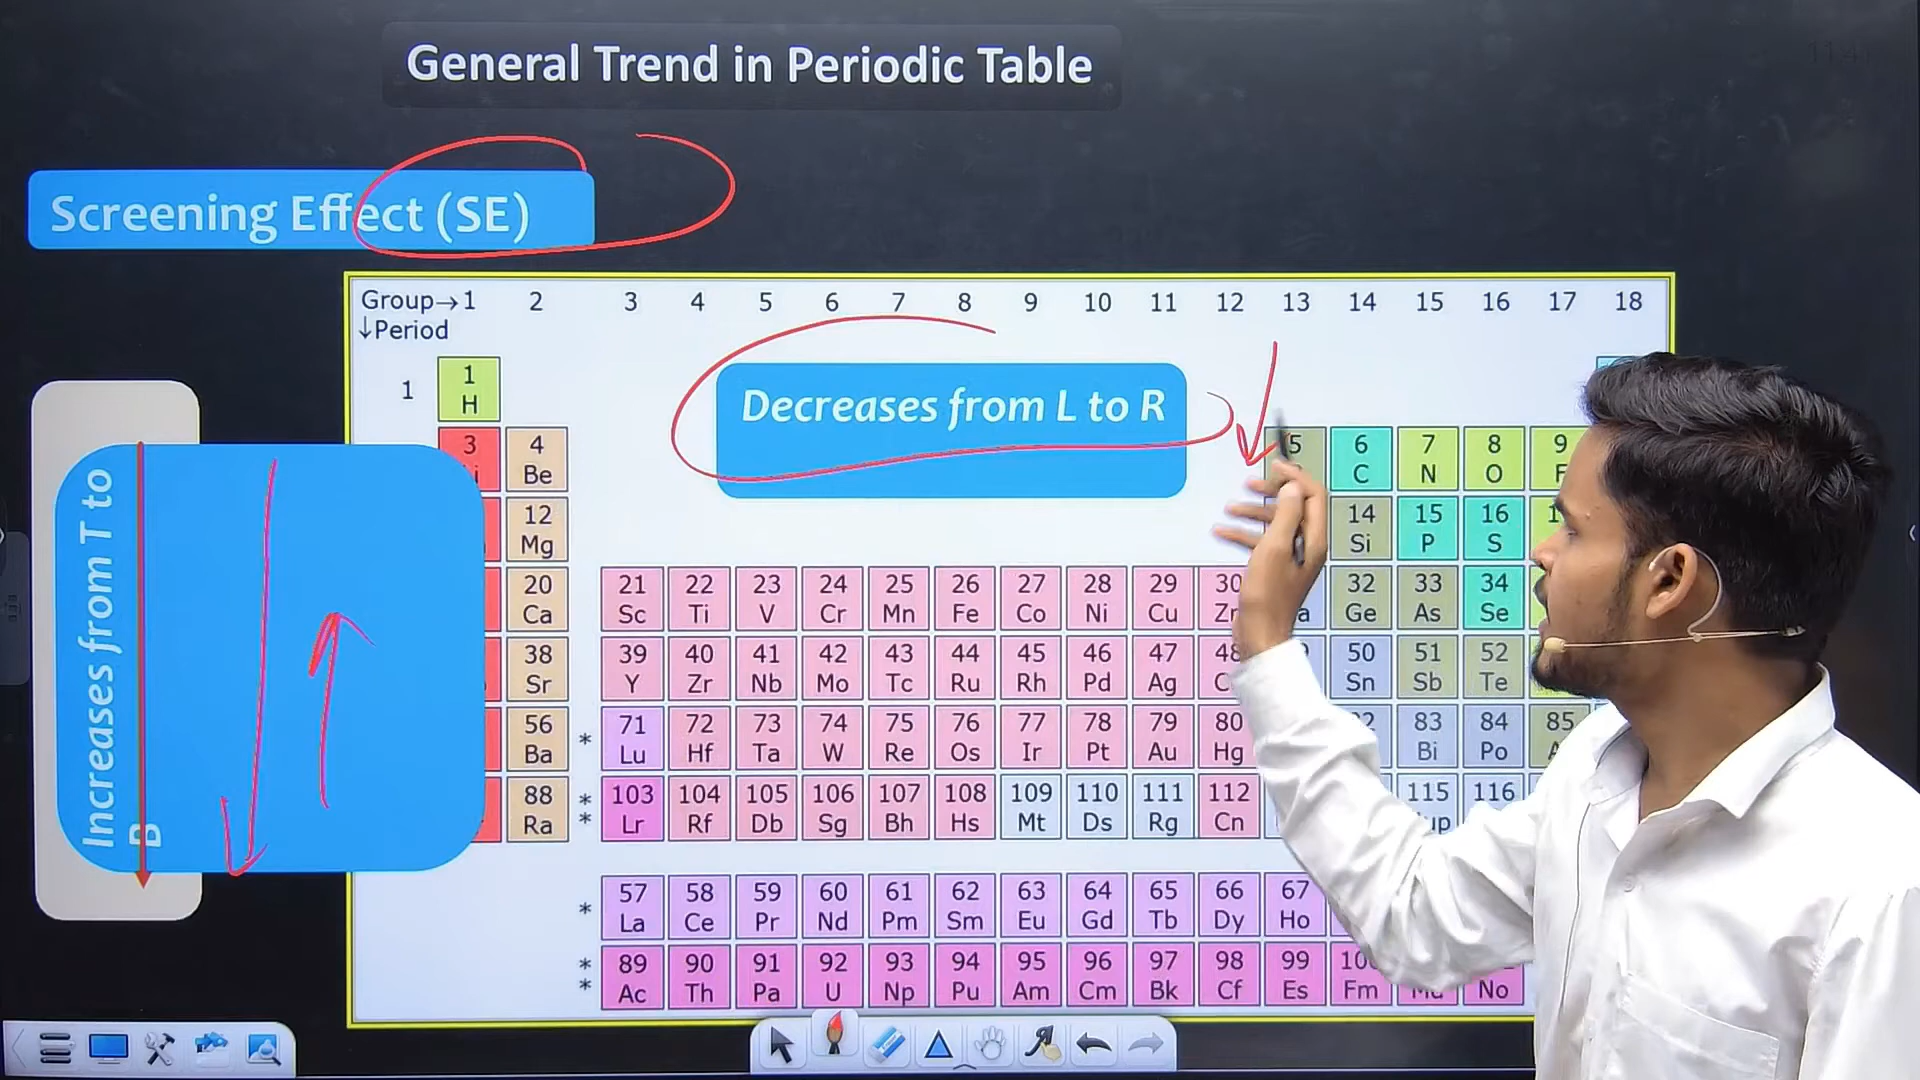 General Trend in Periodic Table
Screening Effect (SE)
Group→ 1 2 3 4 5 6 7 8 9 10 11 12 13 14 15 16 17 18
↓Period
Decreases from L to R
Increases from T to
B
1 1 H
3 4 Be 5 6 C 7 N 8 O 9 F
12 Mg 14 Si 15 P 16 S
20 Ca 21 Sc 22 Ti 23 V 24 Cr 25 Mn 26 Fe 27 Co 28 Ni 29 Cu 30 Zn 32 Ge 33 As 34 Se
38 Sr 39 Y 40 Zr 41 Nb 42 Mo 43 Tc 44 Ru 45 Rh 46 Pd 47 Ag 48 50 Sn 51 Sb 52 Te
56 Ba * 71 Lu 72 Hf 73 Ta 74 W 75 Re 76 Os 77 Ir 78 Pt 79 Au 80 Hg 83 Bi 84 Po 85
88 Ra * * 103 Lr 104 Rf 105 Db 106 Sg 107 Bh 108 Hs 109 Mt 110 Ds 111 Rg 112 Cn 115 116
* 57 La 58 Ce 59 Pr 60 Nd 61 Pm 62 Sm 63 Eu 64 Gd 65 Tb 66 Dy 67 Ho
* * 89 Ac 90 Th 91 Pa 92 U 93 Np 94 Pu 95 Am 96 Cm 97 Bk 98 Cf 99 Es Fm No